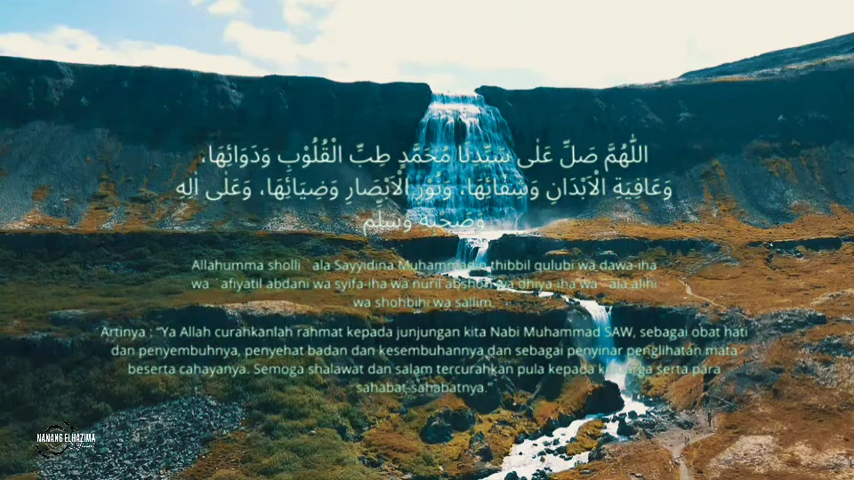 اللّٰهُمَّ صَلِّ عَلٰى سَيِّدِنَا مُحَمَّدٍ طِبِّ الْقُلُوْبِ وَدَوَائِهَا،
وَعَافِيَةِ الْاَبْدَانِ وَشِفَائِهَا، وَنُوْرِ الْاَبْصَارِ وَضِيَائِهَا، وَعَلٰى اٰلِهِ
وَصَحْبِهِ وَسَلِّمْ
Allahumma sholli ala Sayyidina Muhammadin thibbil qulubi wa dawa-iha
wa afiyatil abdani wa syifa-iha wa nuril abshori wa dhiya-iha wa ala alihi
wa shohbihi wa sallim
Artinya : “Ya Allah curahkanlah rahmat kepada junjungan kita Nabi Muhammad SAW, sebagai obat hati
dan penyembuhnya, penyehat badan dan kesembuhannya dan sebagai penyinar penglihatan mata
beserta cahayanya. Semoga shalawat dan salam tercurahkan pula kepada keluarga serta para
sahabat-sahabatnya.”
NANANG ELHAZIMA